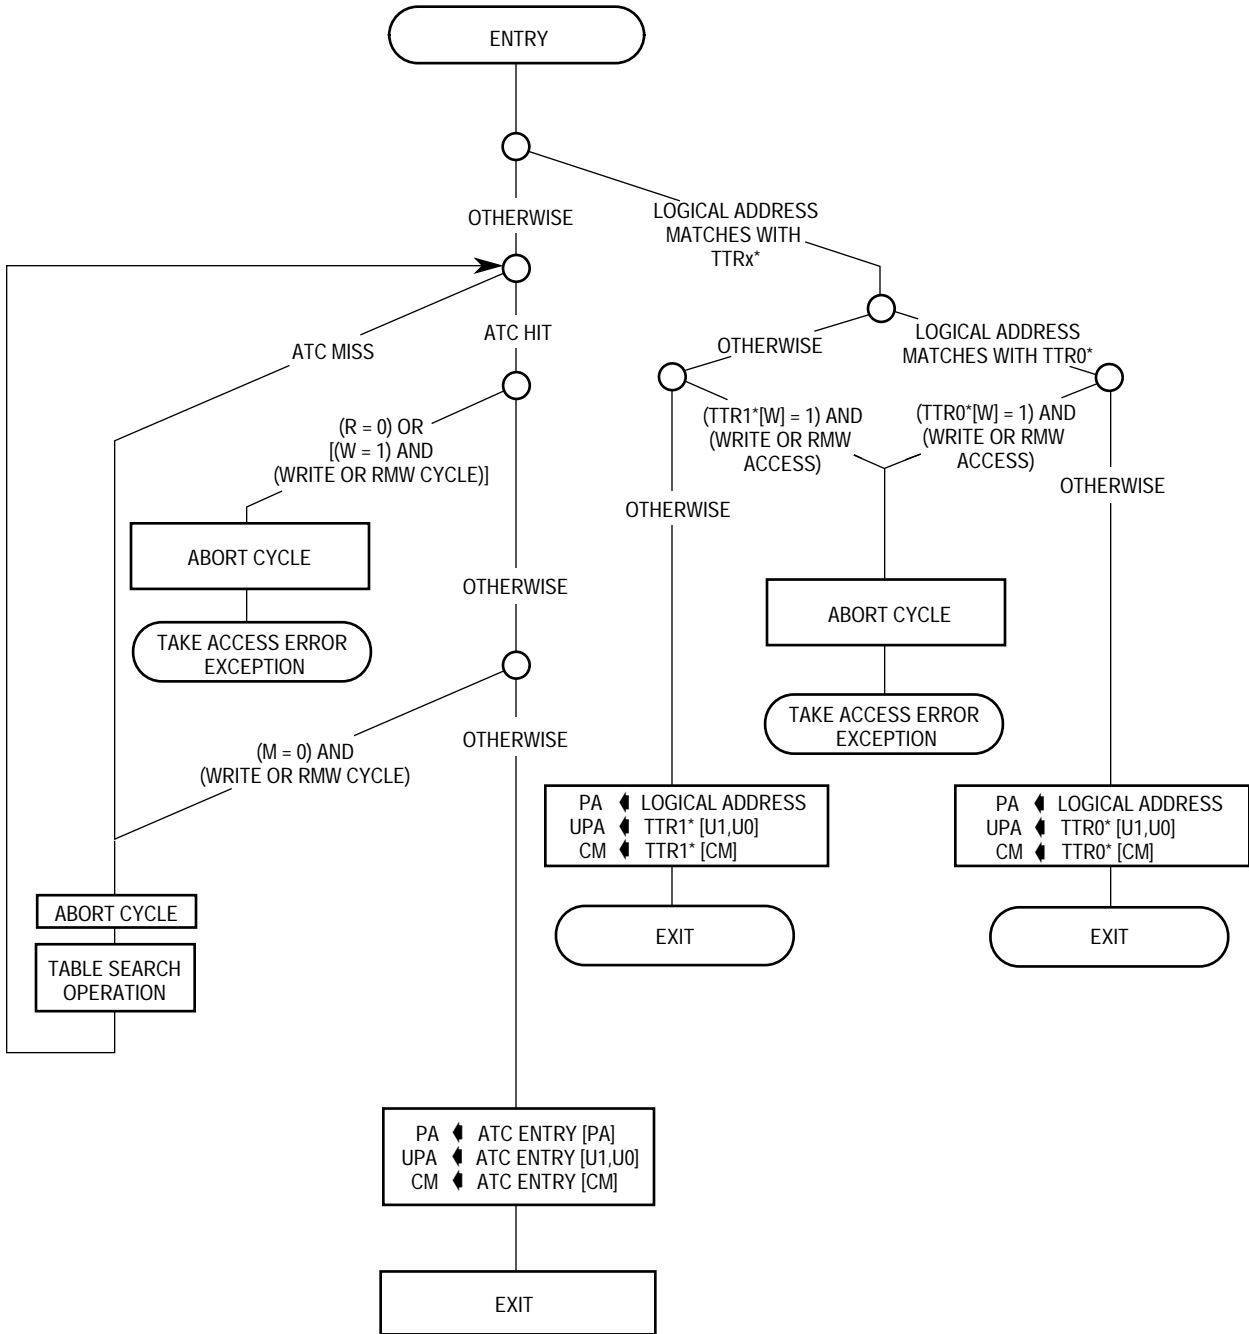 ENTRY
OTHERWISE
LOGICAL ADDRESS
MATCHES WITH
TTRx*
ATC MISS
ATC HIT
OTHERWISE
LOGICAL ADDRESS
MATCHES WITH TTR0*
(R = 0) OR
[(W = 1) AND
(WRITE OR RMW CYCLE)]
(TTR1*[W] = 1) AND
(WRITE OR RMW
ACCESS)
(TTR0*[W] = 1) AND
(WRITE OR RMW
ACCESS)
OTHERWISE
OTHERWISE
ABORT CYCLE
OTHERWISE
ABORT CYCLE
TAKE ACCESS ERROR
EXCEPTION
TAKE ACCESS ERROR
EXCEPTION
(M = 0) AND
(WRITE OR RMW CYCLE)
OTHERWISE
PA LOGICAL ADDRESS
UPA TTR1* [U1,U0]
CM TTR1* [CM]
PA LOGICAL ADDRESS
UPA TTR0* [U1,U0]
CM TTR0* [CM]
ABORT CYCLE
TABLE SEARCH
OPERATION
EXIT
EXIT
PA ATC ENTRY [PA]
UPA ATC ENTRY [U1,U0]
CM ATC ENTRY [CM]
EXIT